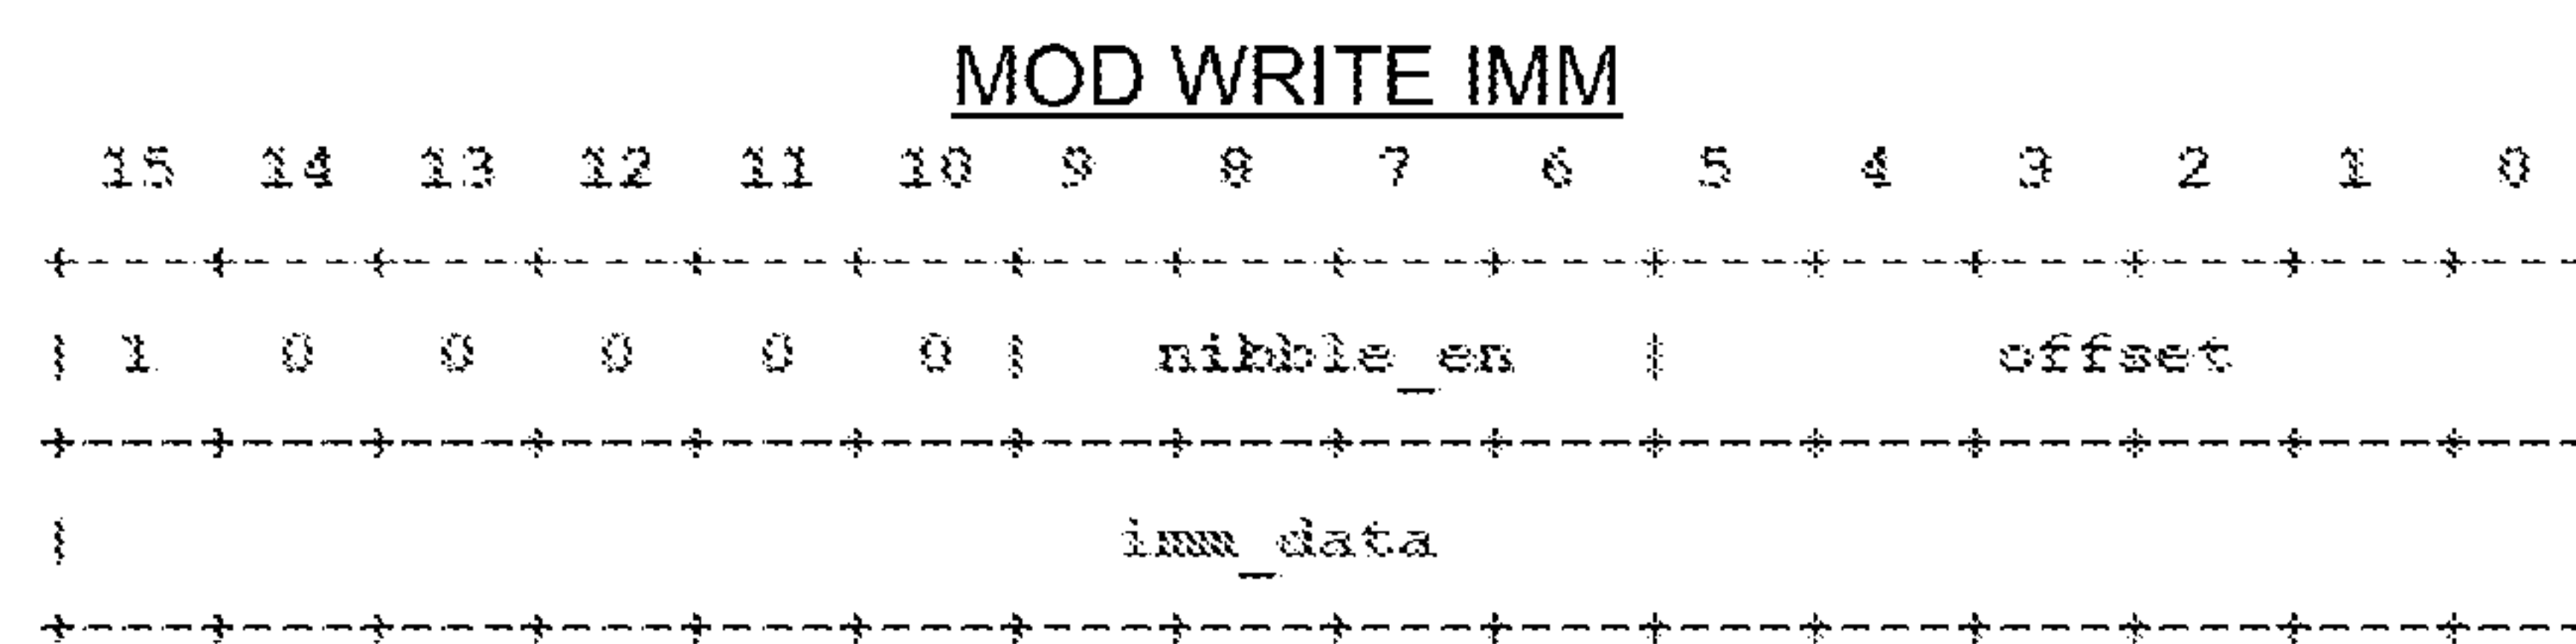 MOD WRITE IMM
15 14 13 12 11 10 9 8 7 6 5 4 3 2 1 0
+---+---+---+---+---+---+---+---+---+---+---+---+---+---+---+---
| 1 0 0 0 0 0 | nibble_en | offset
+---+---+---+---+---+---+---+---+---+---+---+---+---+---+---+---
| imm_data
+---+---+---+---+---+---+---+---+---+---+---+---+---+---+---+---